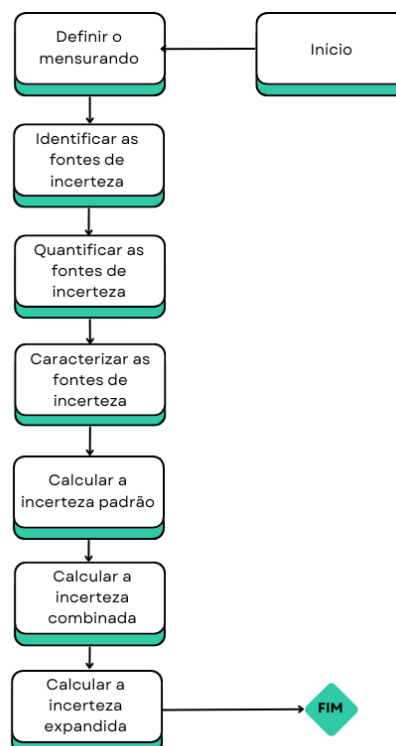 Definir o
mensurando
Início
Identificar as
fontes de
incerteza
Quantificar as
fontes de
incerteza
Caracterizar as
fontes de
incerteza
Calcular a
incerteza padrão
Calcular a
incerteza
combinada
Calcular a
incerteza
expandida
FIM